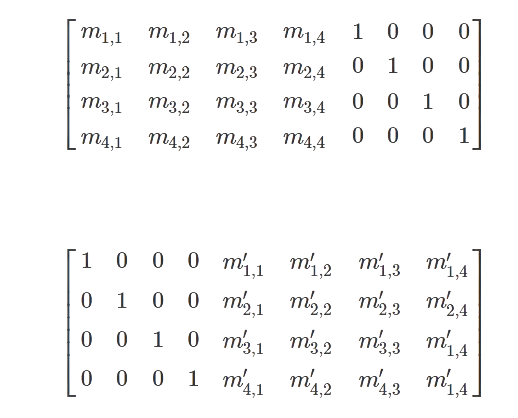 m1,1 m1,2 m1,3 m1,4 1 0 0 0
m2,1 m2,2 m2,3 m2,4 0 1 0 0
m3,1 m3,2 m3,3 m3,4 0 0 1 0
m4,1 m4,2 m4,3 m4,4 0 0 0 1
1 0 0 0 m′1,1 m′1,2 m′1,3 m′1,4
0 1 0 0 m′2,1 m′2,2 m′2,3 m′2,4
0 0 1 0 m′3,1 m′3,2 m′3,3 m′1,4
0 0 0 1 m′4,1 m′4,2 m′4,3 m′1,4